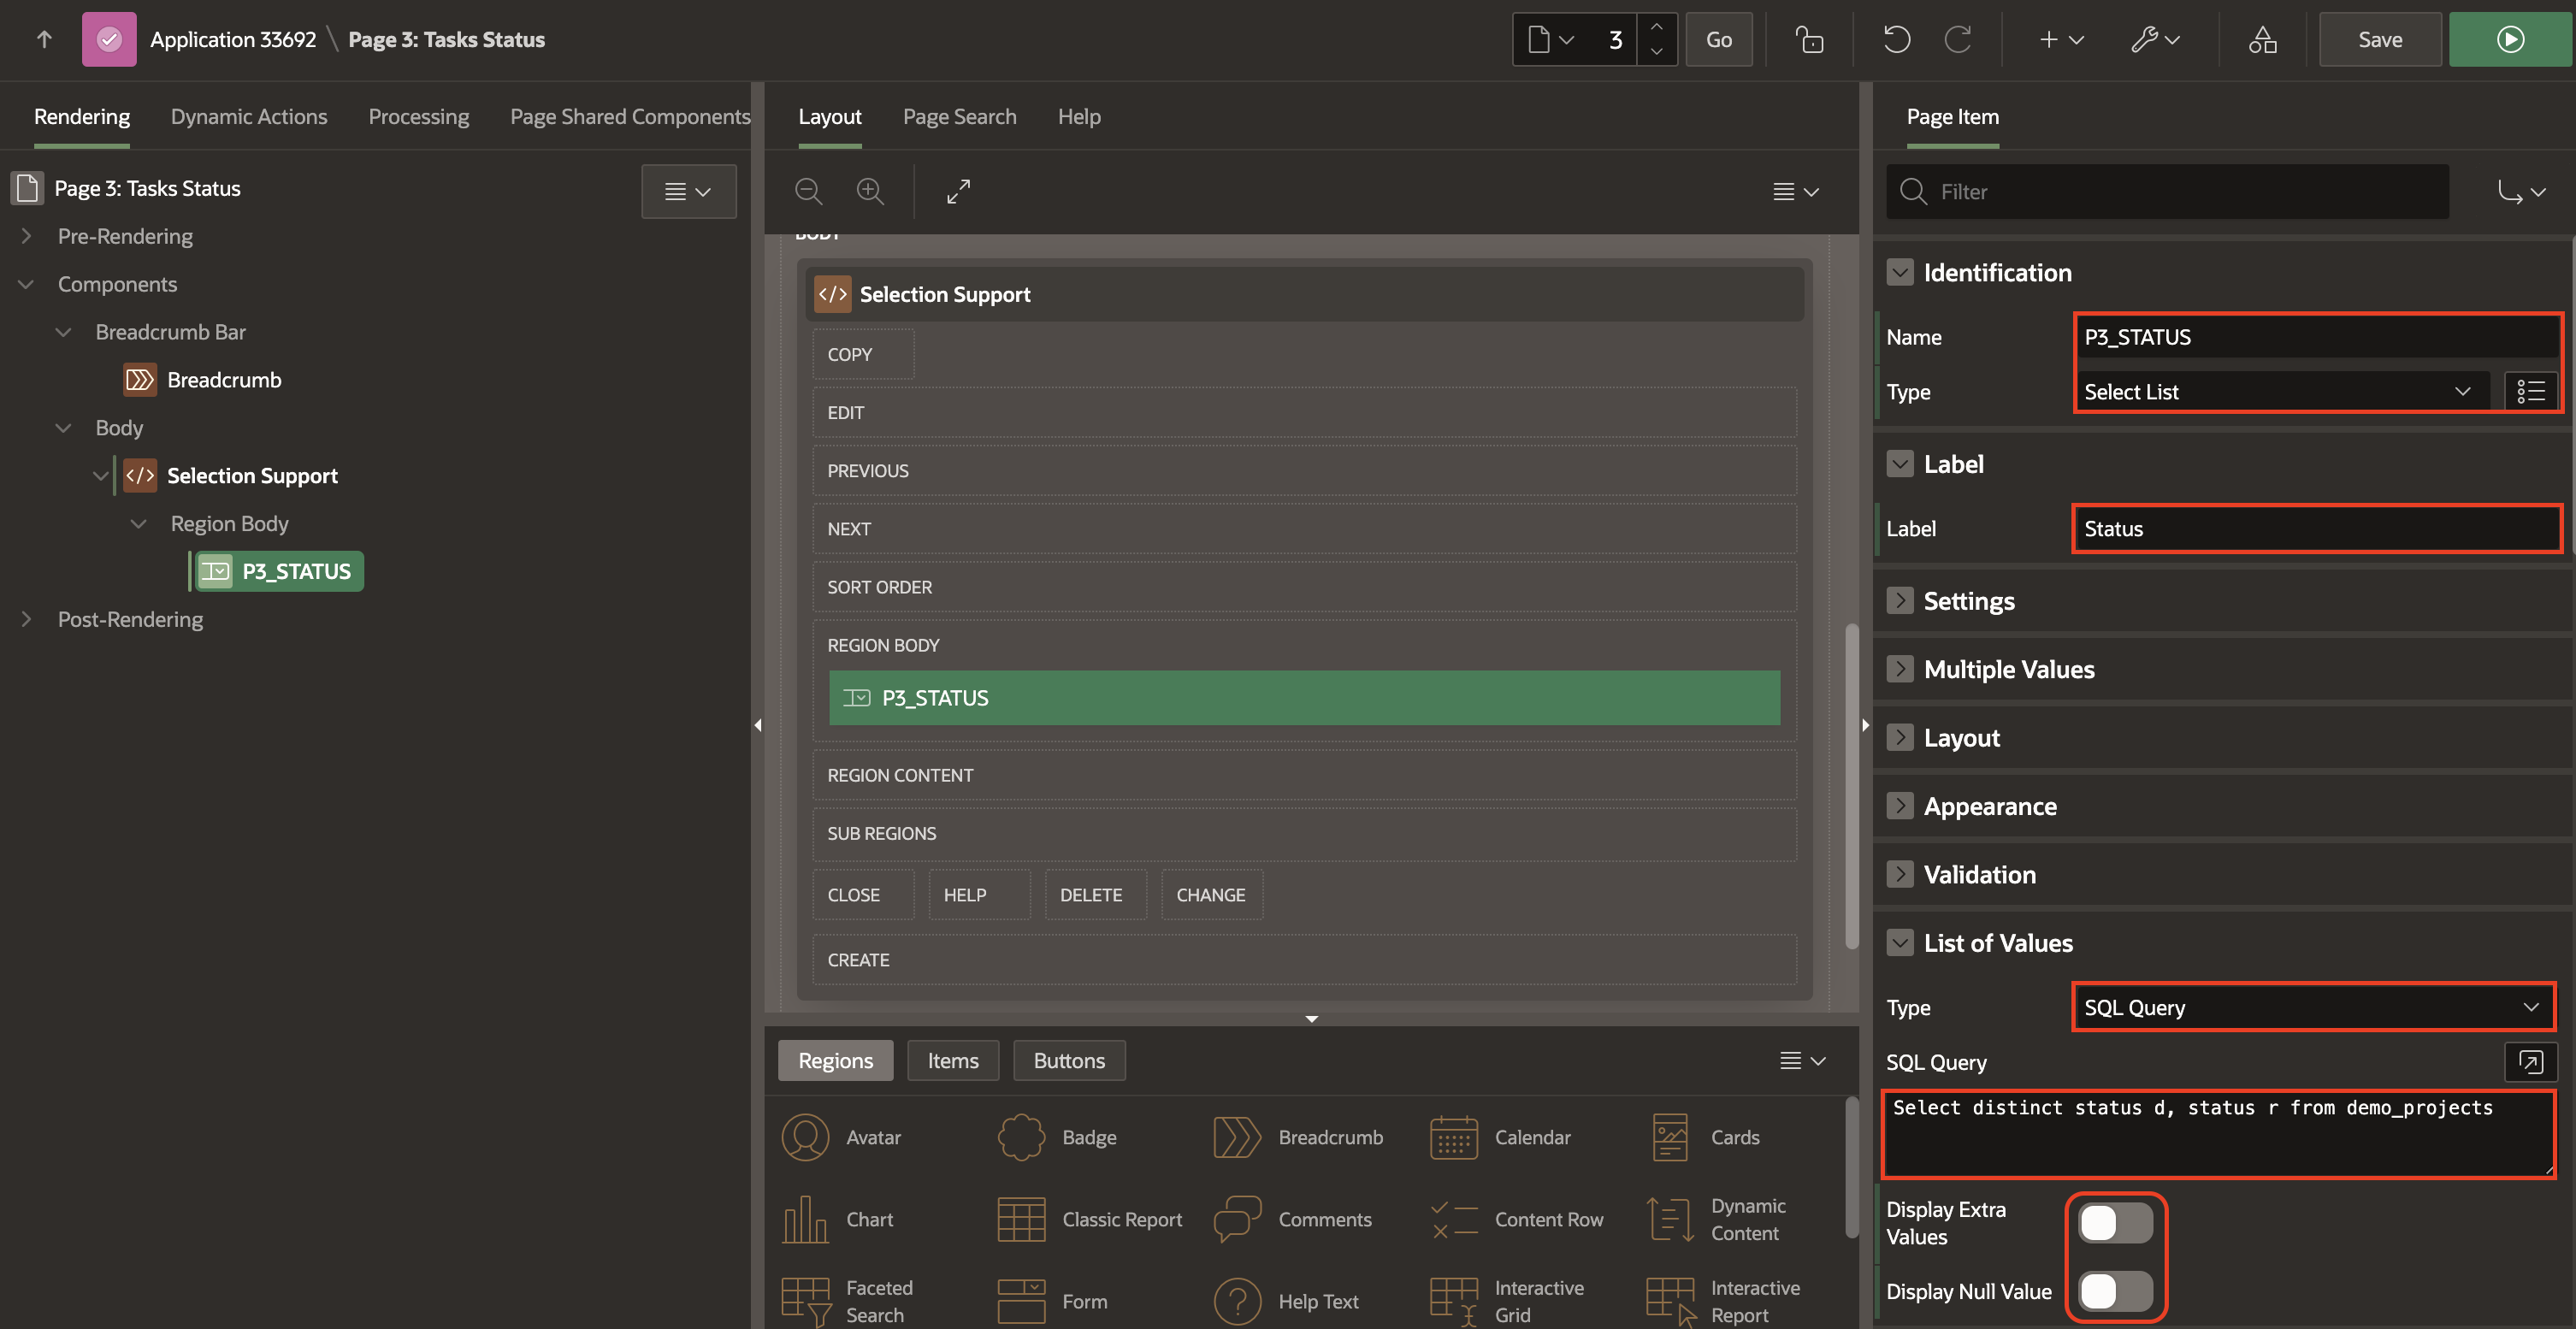 Application 33692 \ Page 3: Tasks Status
3
Go
Save
Rendering
Dynamic Actions
Processing
Page Shared Components
Page 3: Tasks Status
Pre-Rendering
Components
Breadcrumb Bar
Breadcrumb
Body
Selection Support
Region Body
P3_STATUS
Post-Rendering
Layout
Page Search
Help
BODY
Selection Support
COPY
EDIT
PREVIOUS
NEXT
SORT ORDER
REGION BODY
P3_STATUS
REGION CONTENT
SUB REGIONS
CLOSE
HELP
DELETE
CHANGE
CREATE
Regions
Items
Buttons
Avatar
Badge
Breadcrumb
Calendar
Cards
Chart
Classic Report
Comments
Content Row
Dynamic
Content
Faceted
Search
Form
Help Text
Interactive
Grid
Interactive
Report
Page Item
Filter
Identification
Name
P3_STATUS
Type
Select List
Label
Label
Status
Settings
Multiple Values
Layout
Appearance
Validation
List of Values
Type
SQL Query
SQL Query
Select distinct status d, status r from demo_projects
Display Extra
Values
Display Null Value